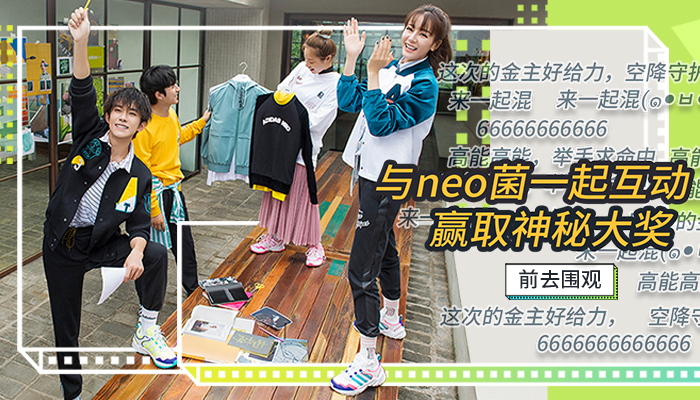 这次的金主好给力，空降守护
来一起混 来一起混(๑•
66666666666
高能高能，举手求命中 高能
与neo菌一起互动
来一
赢取神秘大奖
来一起混(๑•
前去围观
高能高
这次的金主好给力， 空降守
6666666666666
ADIDAS NEO